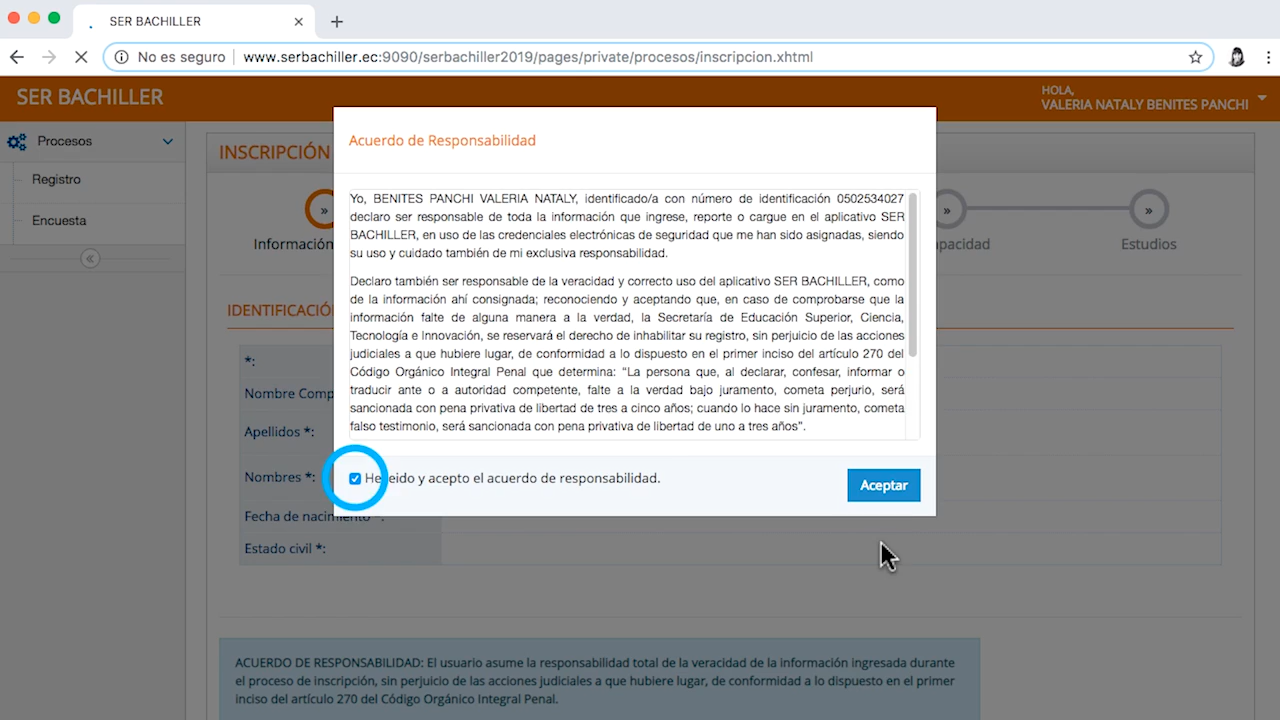 SER BACHILLER
No es seguro | www.serbachiller.ec:9090/serbachiller2019/pages/private/procesos/inscripcion.xhtml
SER BACHILLER
HOLA,
VALERIA NATALY BENITES PANCHI
Procesos
Registro
Encuesta
INSCRIPCIÓN
Información
apacidad
Estudios
IDENTIFICACIÓ
*:
Nombre Comp
Apellidos *:
Nombres *:
Fecha de nacimiento *:
Estado civil *:
Acuerdo de Responsabilidad
Yo, BENITES PANCHI VALERIA NATALY, identificado/a con número de identificación 0502534027
declaro ser responsable de toda la información que ingrese, reporte o cargue en el aplicativo SER
BACHILLER, en uso de las credenciales electrónicas de seguridad que me han sido asignadas, siendo
su uso y cuidado también de mi exclusiva responsabilidad.
Declaro también ser responsable de la veracidad y correcto uso del aplicativo SER BACHILLER, como
de la información ahí consignada; reconociendo y aceptando que, en caso de comprobarse que la
información falte de alguna manera a la verdad, la Secretaría de Educación Superior, Ciencia,
Tecnología e Innovación, se reservará el derecho de inhabilitar su registro, sin perjuicio de las acciones
judiciales a que hubiere lugar, de conformidad a lo dispuesto en el primer inciso del artículo 270 del
Código Orgánico Integral Penal que determina: “La persona que, al declarar, confesar, informar o
traducir ante o a autoridad competente, falte a la verdad bajo juramento, cometa perjurio, será
sancionada con pena privativa de libertad de tres a cinco años; cuando lo hace sin juramento, cometa
falso testimonio, será sancionada con pena privativa de libertad de uno a tres años”.
He leido y acepto el acuerdo de responsabilidad.
Aceptar
ACUERDO DE RESPONSABILIDAD: El usuario asume la responsabilidad total de la veracidad de la información ingresada durante
el proceso de inscripción, sin perjuicio de las acciones judiciales a que hubiere lugar, de conformidad a lo dispuesto en el primer
inciso del artículo 270 del Código Orgánico Integral Penal.